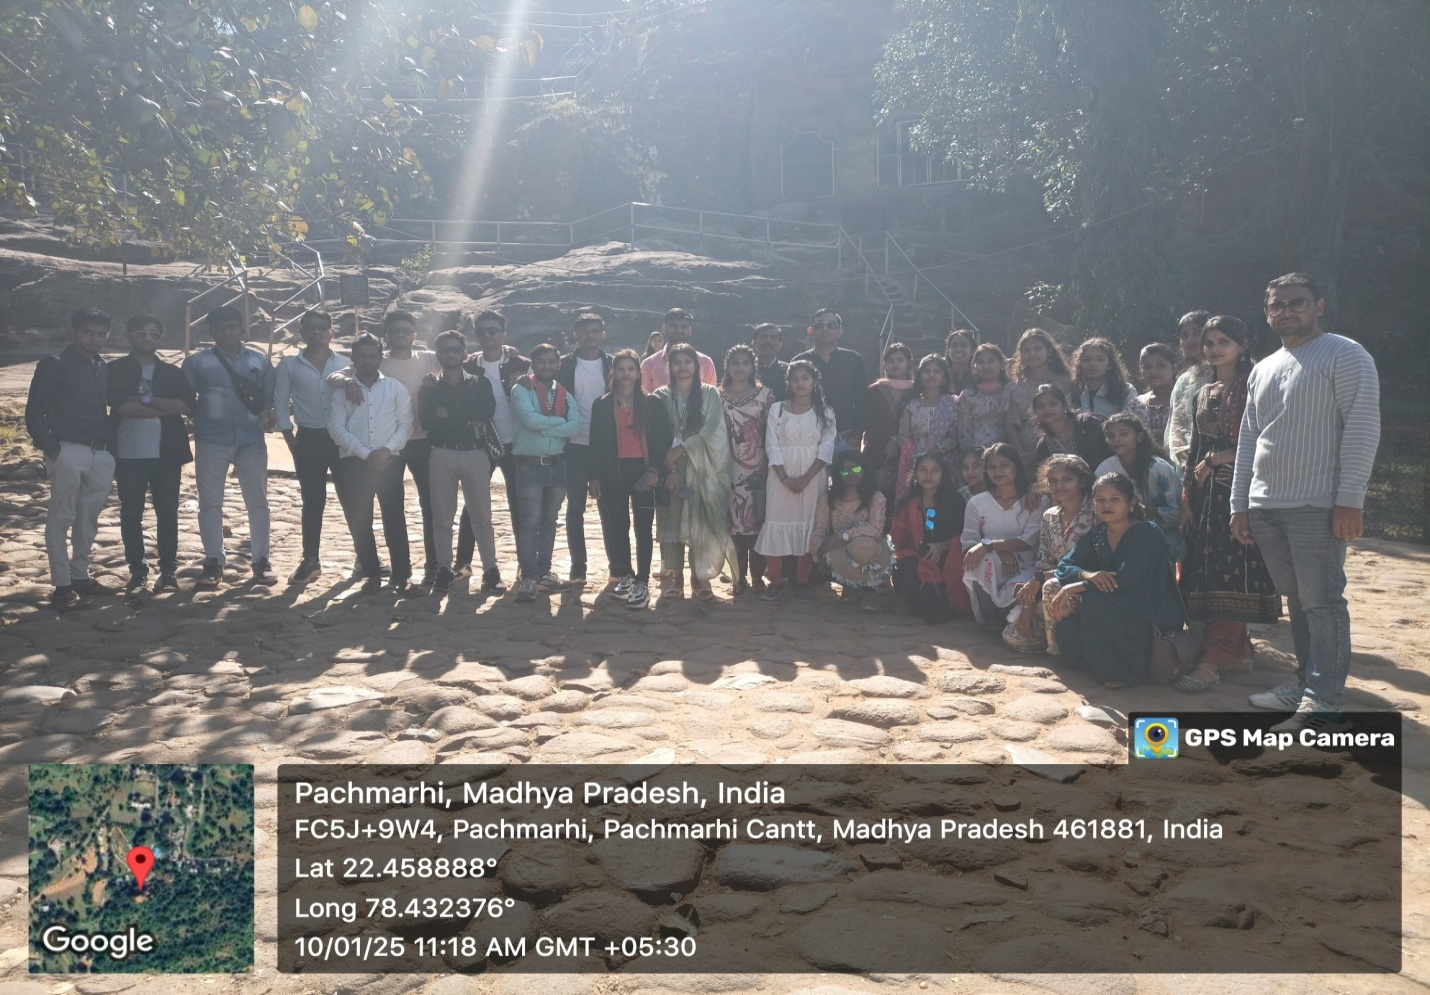 GPS Map Camera
Pachmarhi, Madhya Pradesh, India
FC5J+9W4, Pachmarhi, Pachmarhi Cantt, Madhya Pradesh 461881, India
Lat 22.458888°
Long 78.432376°
10/01/25 11:18 AM GMT +05:30
Google